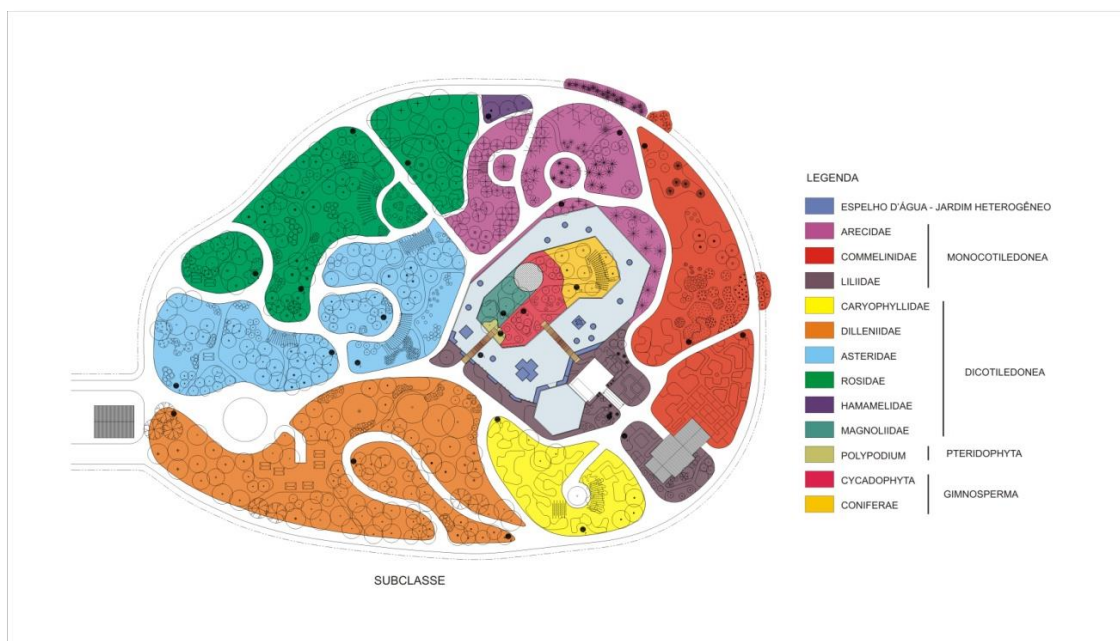 LEGENDA
ESPELHO D'ÁGUA - JARDIM HETEROGÊNEO
ARECIDAE
COMMELINIDAE
MONOCOTILEDONEA
LILIIDAE
CARYOPHYLLIDAE
DILLENIIDAE
ASTERIDAE
DICOTILEDONEA
ROSIDAE
HAMAMELIDAE
MAGNOLIIDAE
POLYPODIUM
PTERIDOPHYTA
CYCADOPHYTA
GIMNOSPERMA
CONIFERAE
SUBCLASSE